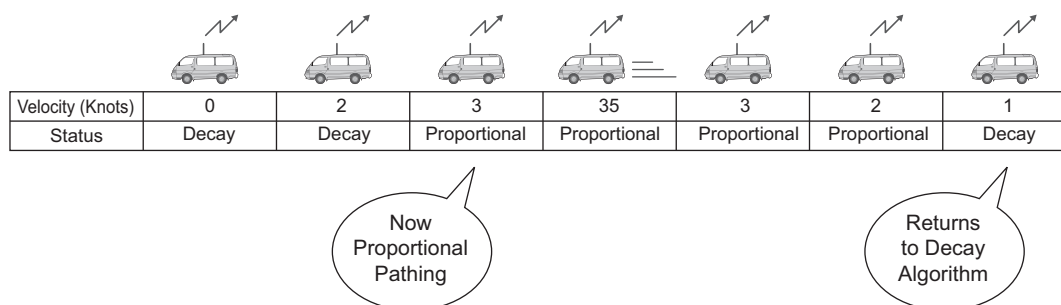 Velocity (Knots) 0 2 3 35 3 2 1
Status Decay Decay Proportional Proportional Proportional Proportional Decay
Now
Proportional
Pathing
Returns
to Decay
Algorithm